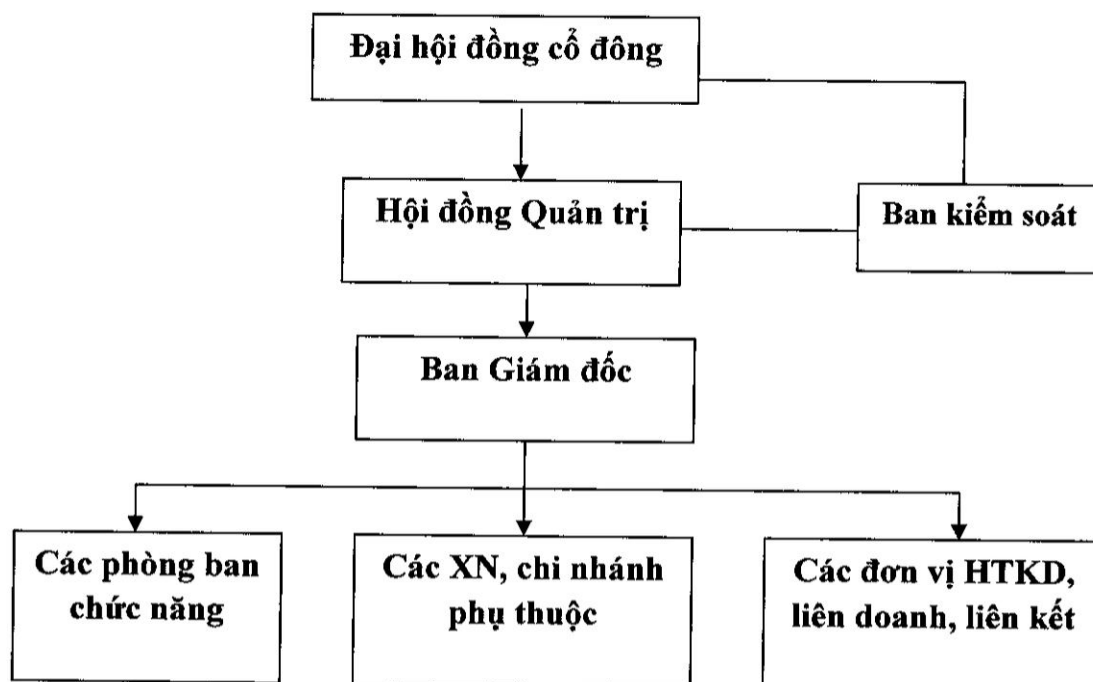 Đại hội đồng cổ đông
Hội đồng Quản trị
Ban kiểm soát
Ban Giám đốc
Các phòng ban
chức năng
Các XN, chi nhánh
phụ thuộc
Các đơn vị HTKD,
liên doanh, liên kết